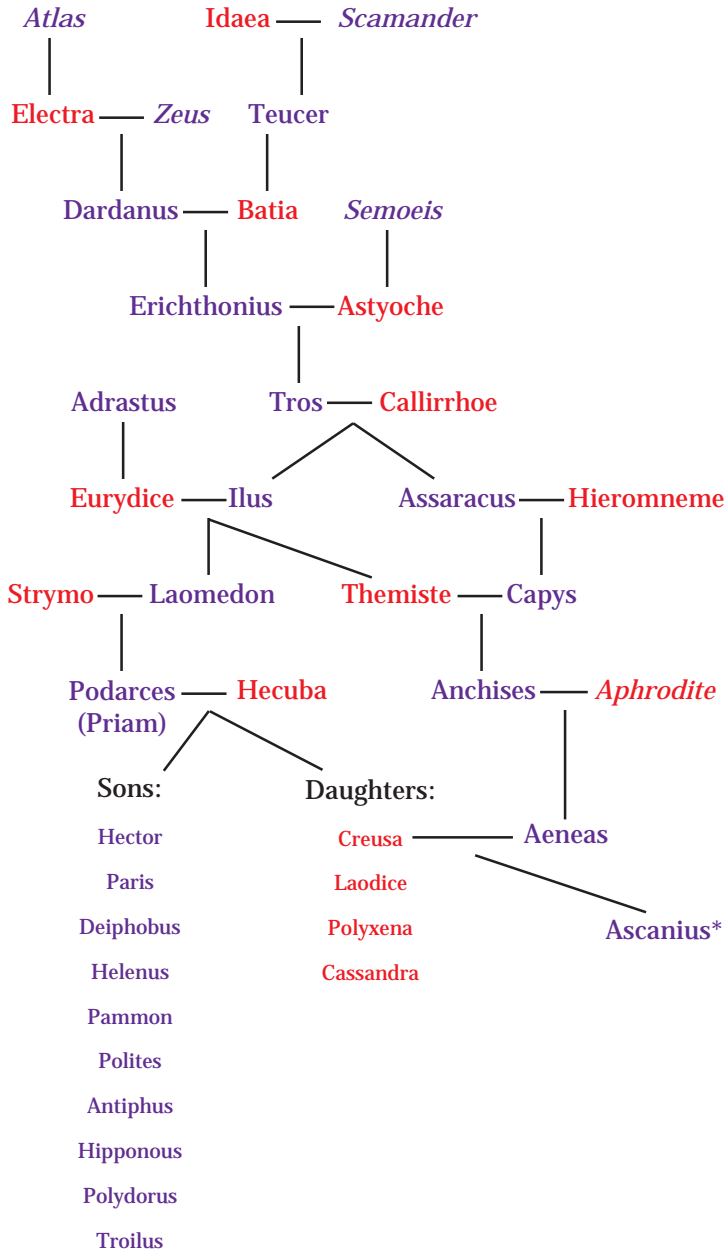 Atlas Idaea Scamander
Electra Zeus Teucer
Dardanus Batia Semoeis
Erichthonius Astyoche
Adrastus Tros Callirrhoe
Eurydice Ilus Assaracus Hieromneme
Strymo Laomedon Themiste Capys
Podarces Hecuba Anchises Aphrodite
(Priam)
Sons: Daughters:
Hector Creusa Aeneas
Paris Laodice
Deiphobus Polyxena Ascanius*
Helenus Cassandra
Pammon
Polites
Antiphus
Hipponous
Polydorus
Troilus